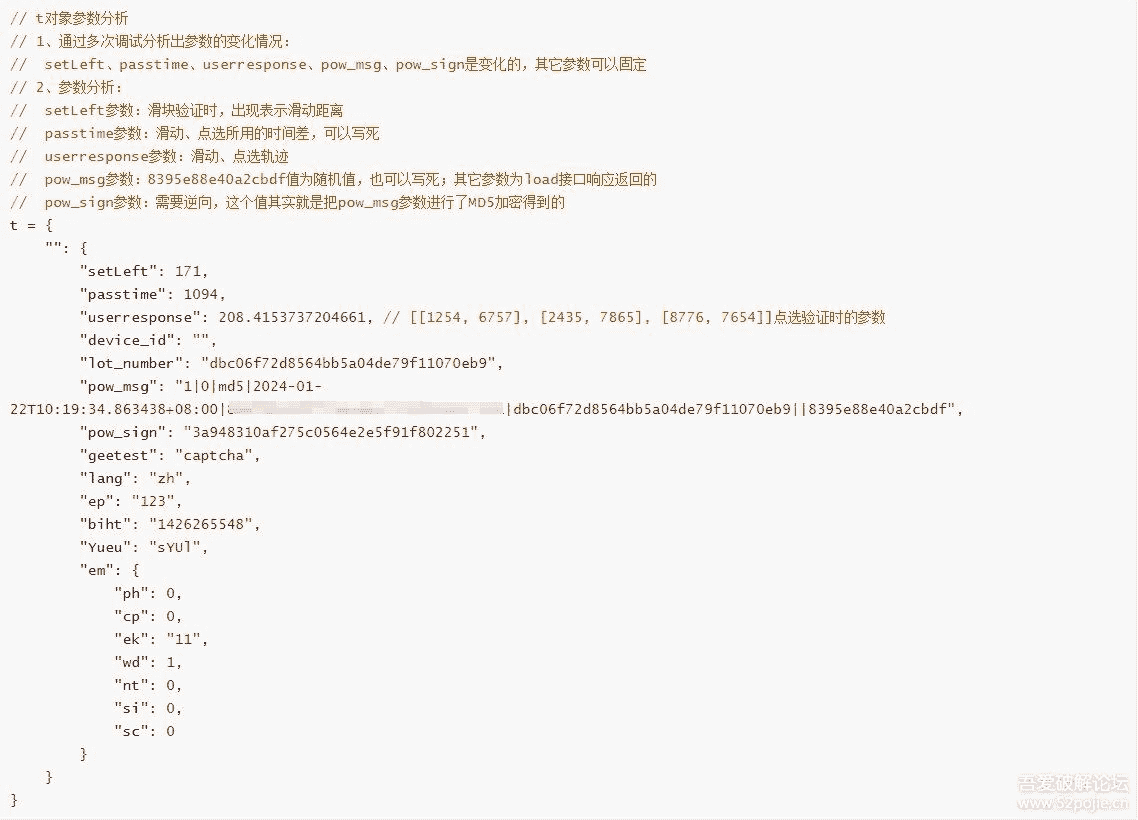 // t对象参数分析
// 1、通过多次调试分析出参数的变化情况：
//  setLeft、passtime、userresponse、pow_msg、pow_sign是变化的，其它参数可以固定
// 2、参数分析：
//  setLeft参数：滑块验证时，出现表示滑动距离
//  passtime参数：滑动、点选所用的时间差，可以写死
//  userresponse参数：滑动、点选轨迹
//  pow_msg参数：8395e88e40a2cbdf值为随机值，也可以写死；其它参数为load接口响应返回的
//  pow_sign参数：需要逆向，这个值其实就是把pow_msg参数进行了MD5加密得到的
t = {
    "": {
        "setLeft": 171,
        "passtime": 1094,
        "userresponse": 208.4153737204661, // [[1254, 6757], [2435, 7865], [8776, 7654]]点选验证时的参数
        "device_id": "",
        "lot_number": "dbc06f72d8564bb5a04de79f11070eb9",
        "pow_msg": "1|0|md5|2024-01-
22T10:19:34.863438+08:00||dbc06f72d8564bb5a04de79f11070eb9||8395e88e40a2cbdf",
        "pow_sign": "3a948310af275c0564e2e5f91f802251",
        "geetest": "captcha",
        "lang": "zh",
        "ep": "123",
        "biht": "1426265548",
        "Yueu": "sYUl",
        "em": {
            "ph": 0,
            "cp": 0,
            "ek": "11",
            "wd": 1,
            "nt": 0,
            "si": 0,
            "sc": 0
        }
    }
}
吾爱破解论坛
www.52pojie.cn